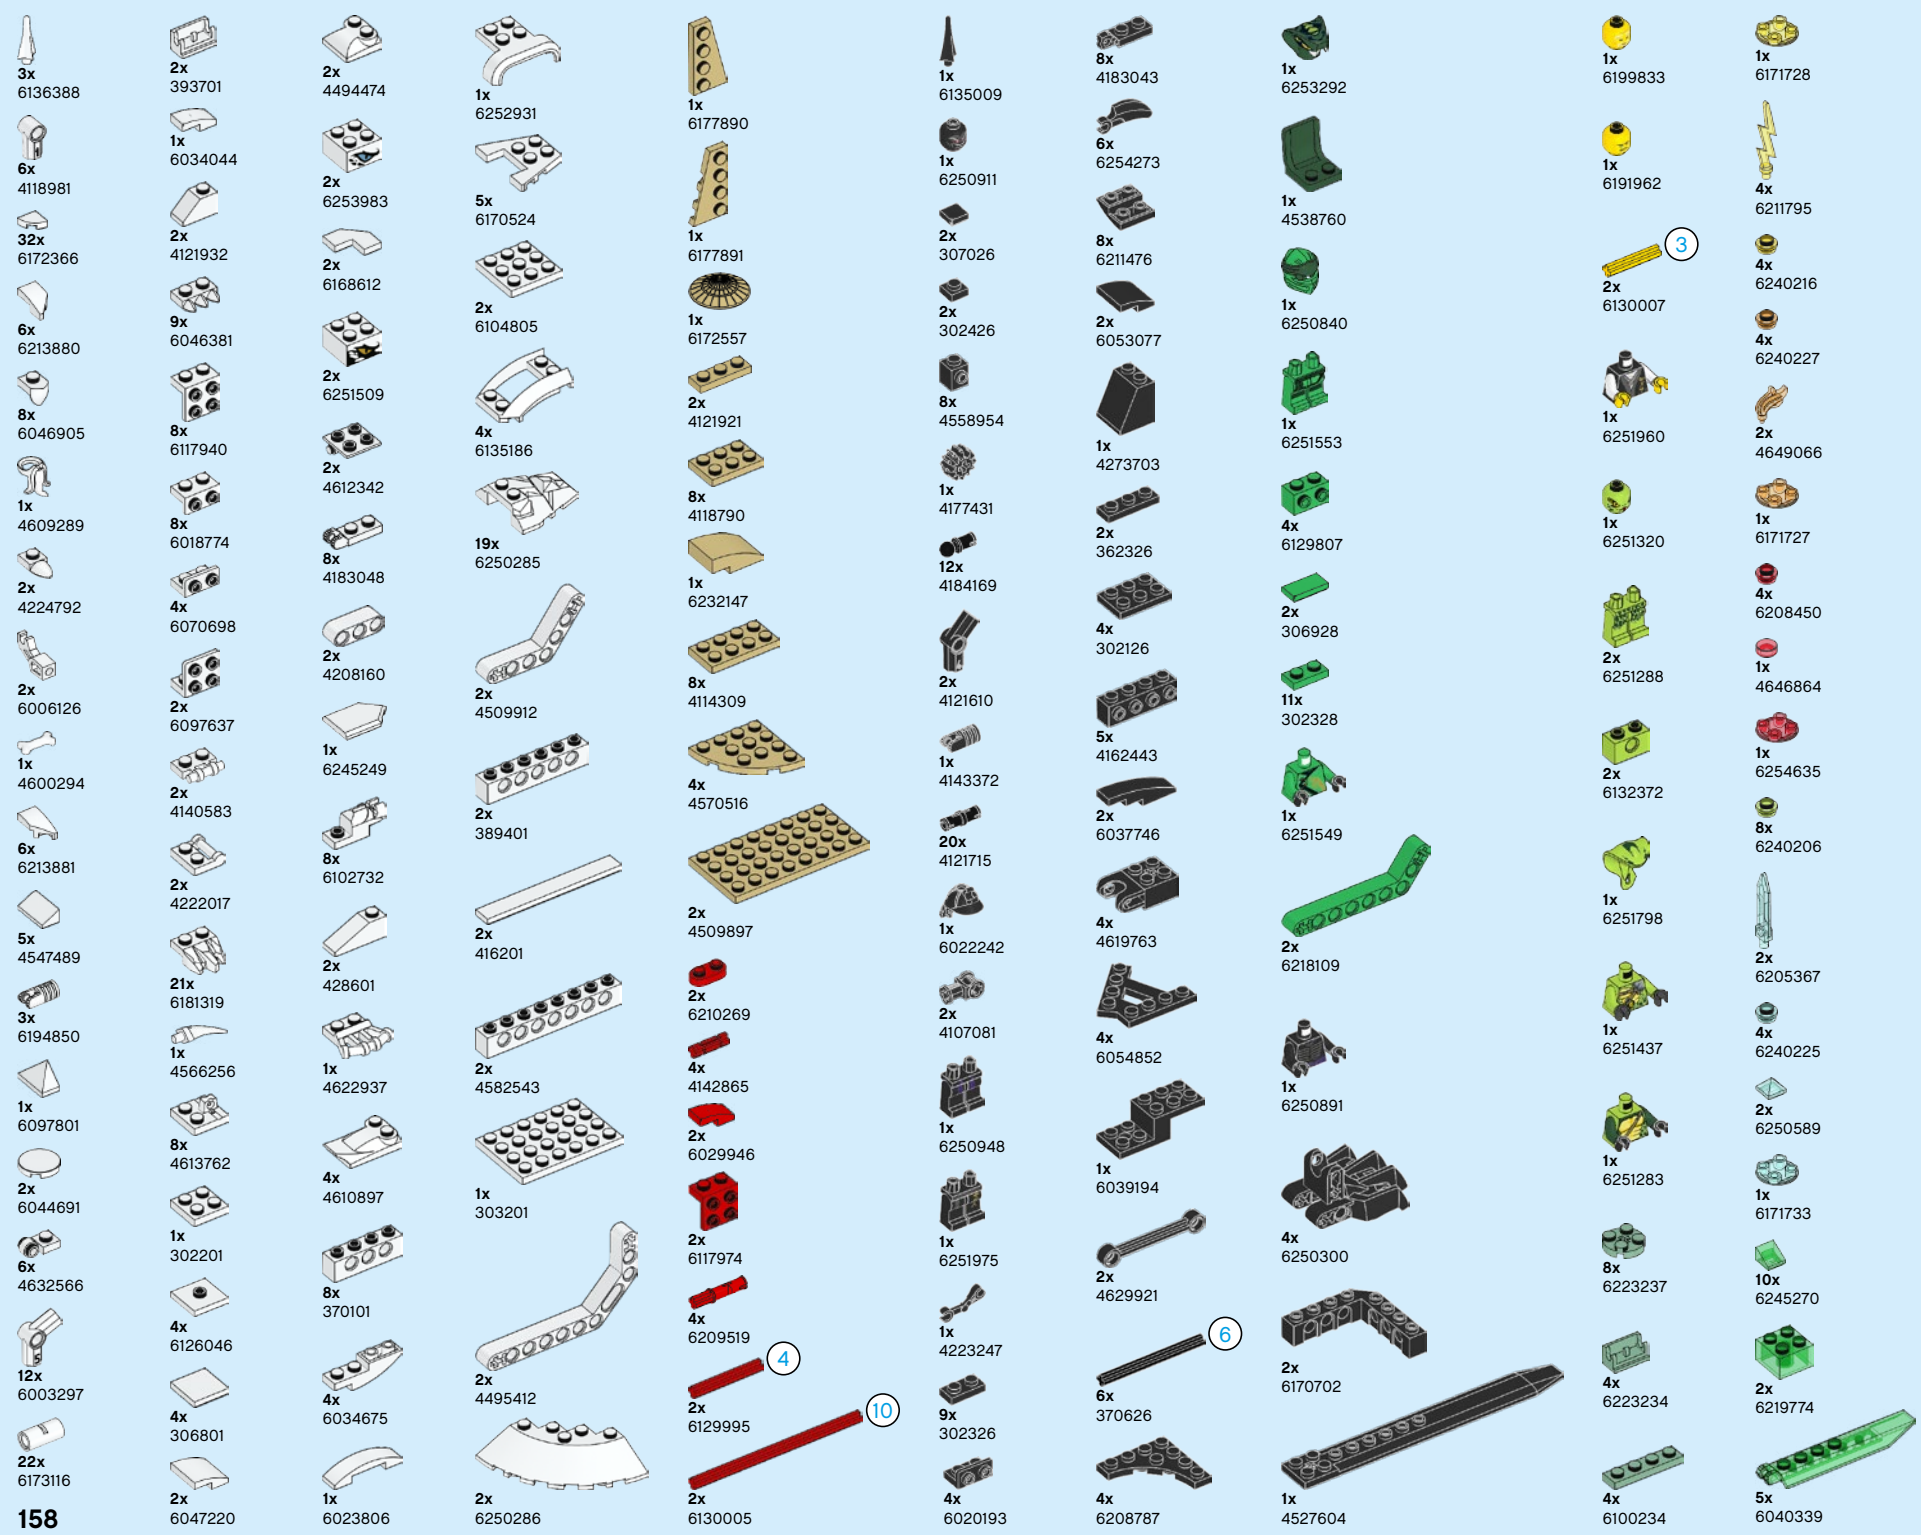 3x
6136388
6x
4118981
32x
6172366
6x
6213880
8x
6046905
1x
4609289
2x
4224792
2x
6006126
1x
4600294
6x
6213881
5x
4547489
3x
6194850
1x
6097801
2x
6044691
6x
4632566
12x
6003297
22x
6173116
158
2x
393701
1x
6034044
2x
4121932
9x
6046381
8x
6117940
8x
6018774
4x
6070698
2x
6097637
2x
4140583
2x
4222017
21x
6181319
1x
4566256
8x
4613762
1x
302201
4x
6126046
4x
306801
2x
6047220
2x
4494474
2x
6253983
2x
6168612
2x
6251509
2x
4612342
8x
4183048
2x
4208160
1x
6245249
8x
6102732
2x
428601
1x
4622937
4x
4610897
8x
370101
4x
6034675
1x
6023806
1x
6252931
5x
6170524
2x
6104805
4x
6135186
19x
6250285
2x
4509912
2x
389401
2x
416201
2x
4582543
1x
303201
2x
4495412
2x
6250286
1x
6177890
1x
6177891
1x
6172557
2x
4121921
8x
4118790
1x
6232147
8x
4114309
4x
4570516
2x
4509897
2x
6210269
4x
4142865
2x
6029946
2x
6117974
4x
6209519
4
2x
6129995
10
2x
6130005
1x
6135009
1x
6250911
2x
307026
2x
302426
8x
4558954
1x
4177431
12x
4184169
2x
4121610
1x
4143372
20x
4121715
1x
6022242
2x
4107081
1x
6250948
1x
6251975
1x
4223247
9x
302326
4x
6020193
8x
4183043
6x
6254273
8x
6211476
2x
6053077
1x
4273703
2x
362326
4x
302126
5x
4162443
2x
6037746
4x
4619763
4x
6054852
1x
6039194
2x
4629921
6
6x
370626
4x
6208787
1x
6253292
1x
4538760
1x
6250840
1x
6251553
4x
6129807
2x
306928
11x
302328
1x
6251549
2x
6218109
1x
6250891
4x
6250300
2x
6170702
1x
4527604
1x
6199833
1x
6191962
3
2x
6130007
1x
6251960
1x
6251320
2x
6251288
2x
6132372
1x
6251798
1x
6251437
1x
6251283
8x
6223237
4x
6223234
4x
6100234
1x
6171728
4x
6211795
4x
6240216
4x
6240227
2x
4649066
1x
6171727
4x
6208450
1x
4646864
1x
6254635
8x
6240206
2x
6205367
4x
6240225
2x
6250589
1x
6171733
10x
6245270
2x
6219774
5x
6040339